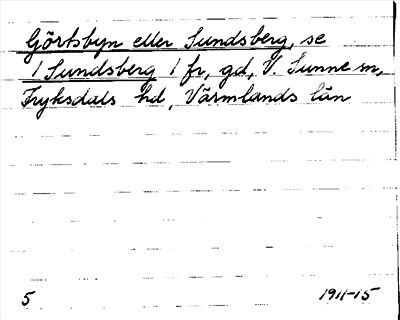 Görtsbyn eller Sundsberg, se
1 Sundsberg 1 fr, gd, V. Sunne sn,
Fryksdals hd, Värmlands län
5 1911-15